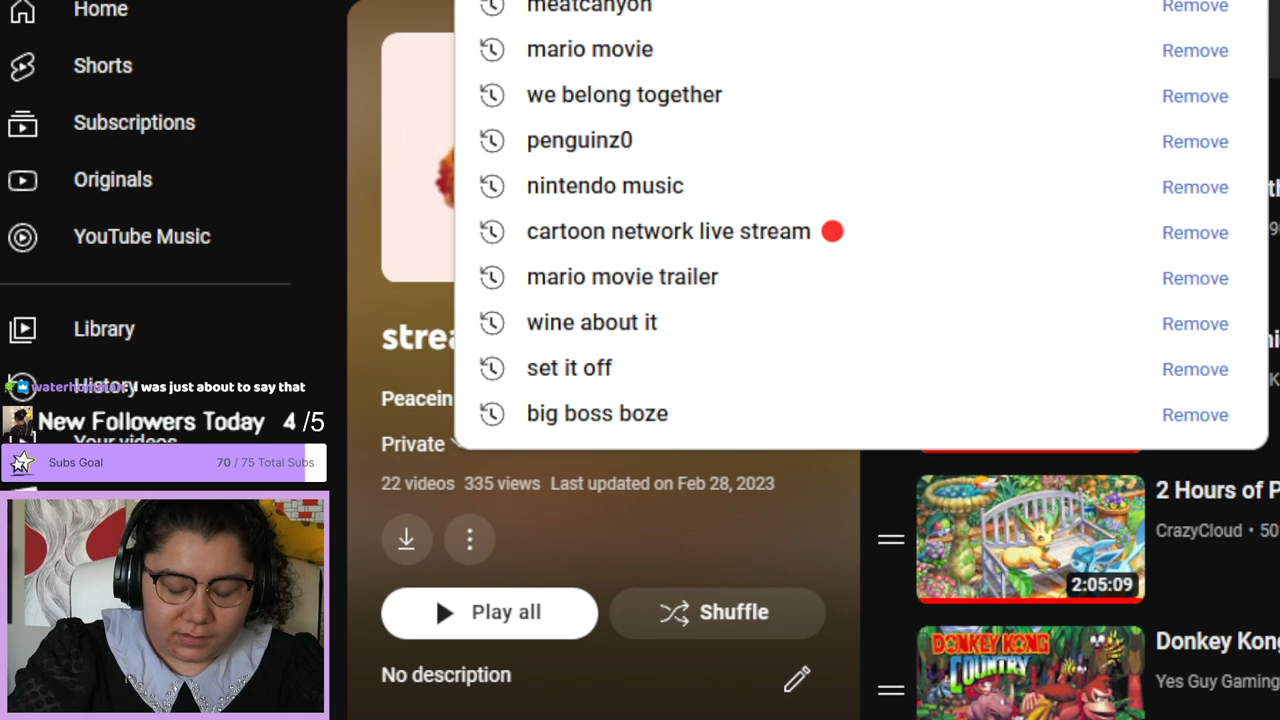 Home
Shorts
Subscriptions
Originals
YouTube Music
Library
History
Your videos
I was just about to say that
New Followers Today 4 /5
Subs Goal 70 / 75 Total Subs
meatcanyon Remove
mario movie Remove
we belong together Remove
penguinz0 Remove
nintendo music Remove
cartoon network live stream Remove
mario movie trailer Remove
wine about it Remove
set it off Remove
big boss boze Remove
strea
Peacein
Private
22 videos 335 views Last updated on Feb 28, 2023
Play all
Shuffle
No description
2 Hours of P
CrazyCloud • 50
2:05:09
DONKEY KONG
COUNTRY
Donkey Kong
Yes Guy Gaming